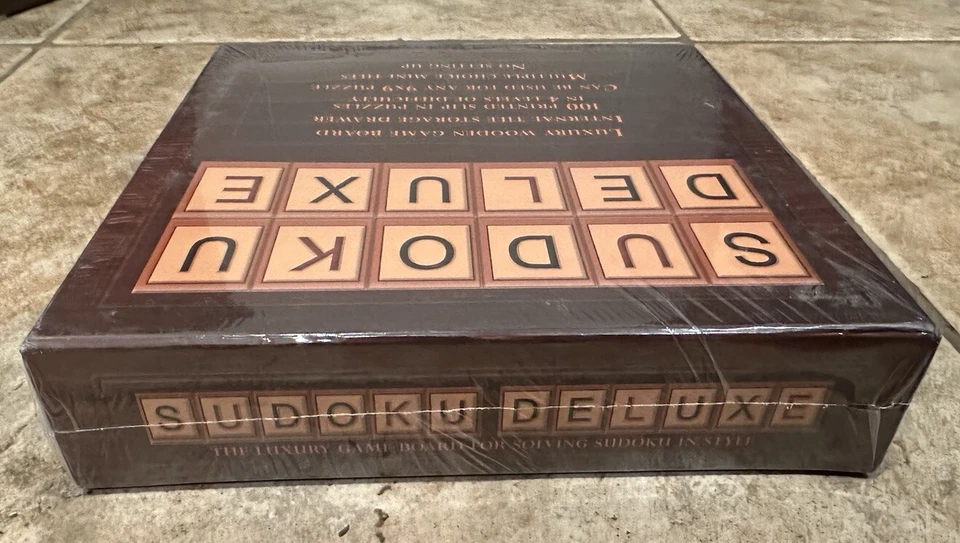 SUDOKU
DELUXE
LUXURY WOODEN GAME BOARD
INTERNAL TILE STORAGE DRAWER
100 PRINTED SLIP IN PUZZLES
IN 4 LEVELS OF DIFFICULTY
CAN BE USED FOR ANY 9X9 PUZZLE
MULTIPLE CHOICE MINI TILES
NO SETTING UP
SUDOKU DELUXE
THE LUXURY GAME BOARD FOR SOLVING SUDOKU IN STYLE